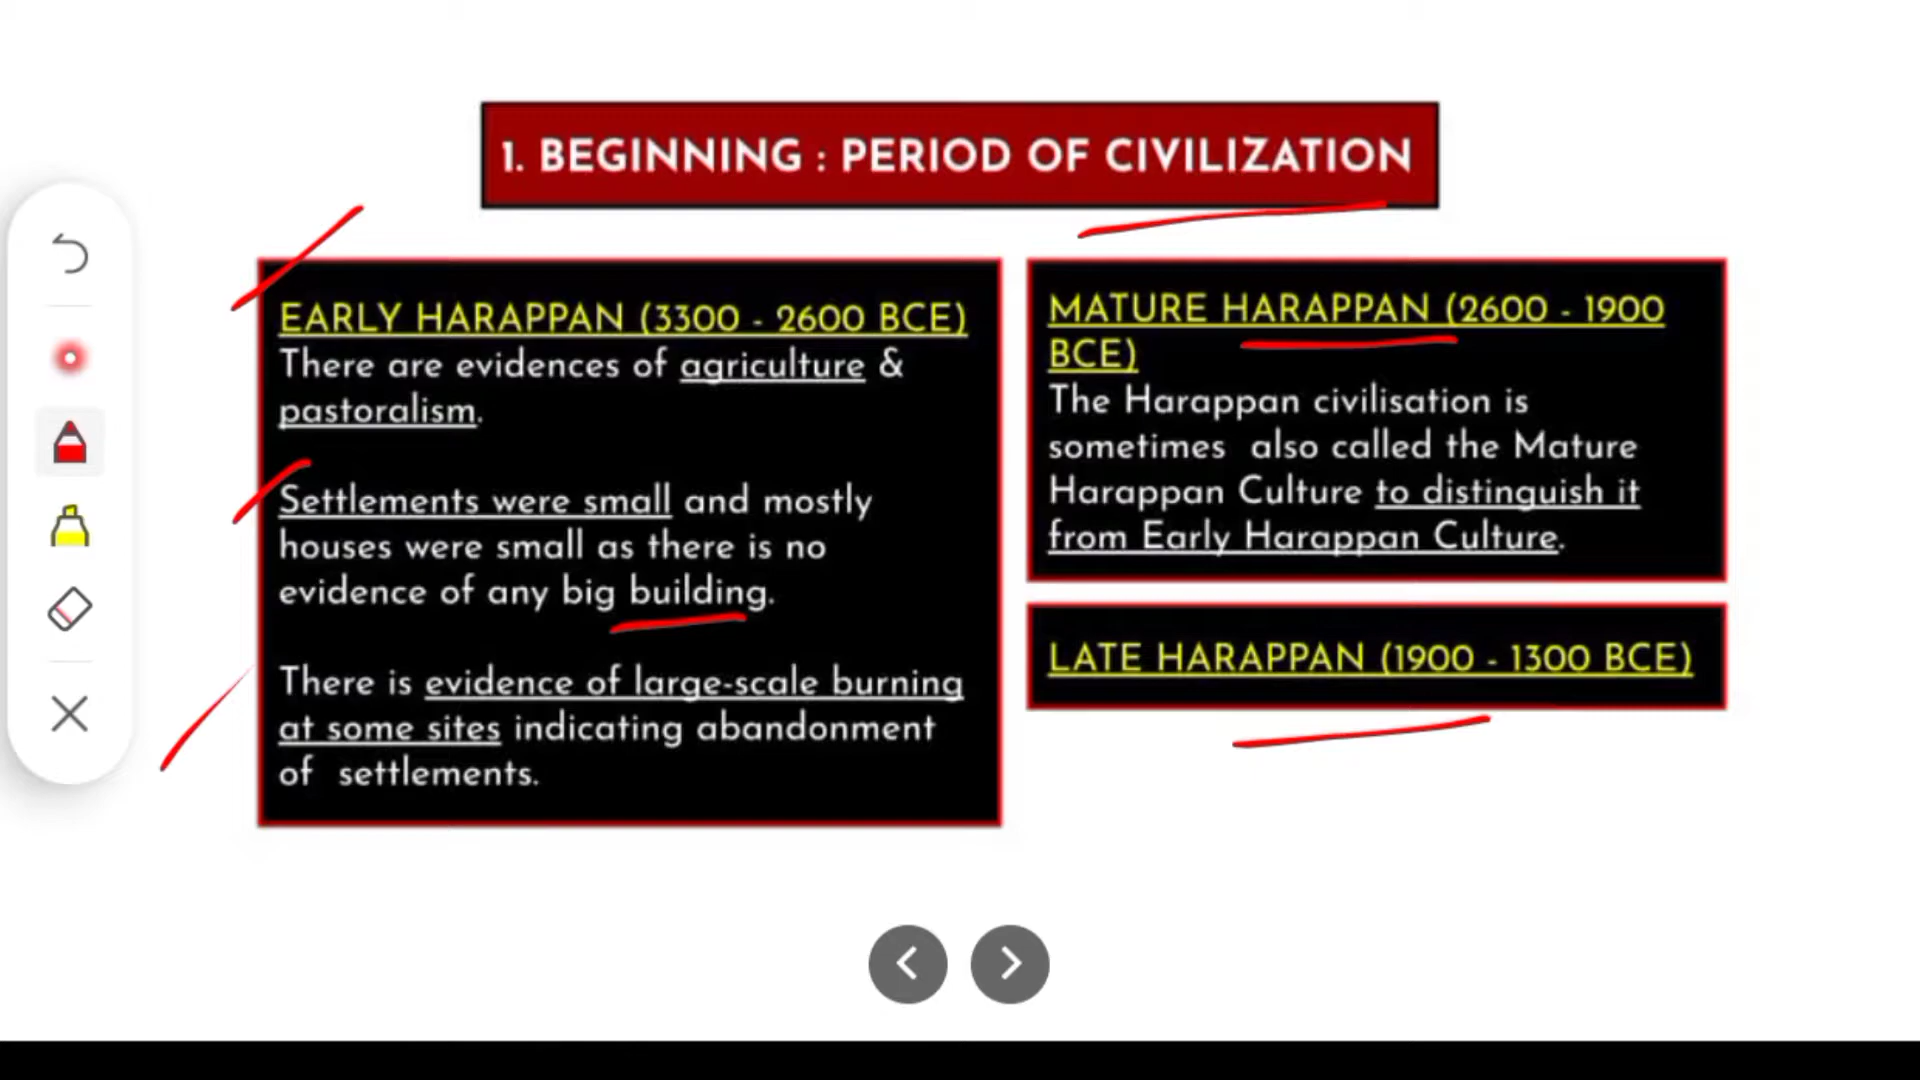 1. BEGINNING : PERIOD OF CIVILIZATION
EARLY HARAPPAN (3300 - 2600 BCE)
There are evidences of agriculture &
pastoralism.
Settlements were small and mostly
houses were small as there is no
evidence of any big building.
There is evidence of large-scale burning
at some sites indicating abandonment
of settlements.
MATURE HARAPPAN (2600 - 1900
BCE)
The Harappan civilisation is
sometimes also called the Mature
Harappan Culture to distinguish it
from Early Harappan Culture.
LATE HARAPPAN (1900 - 1300 BCE)